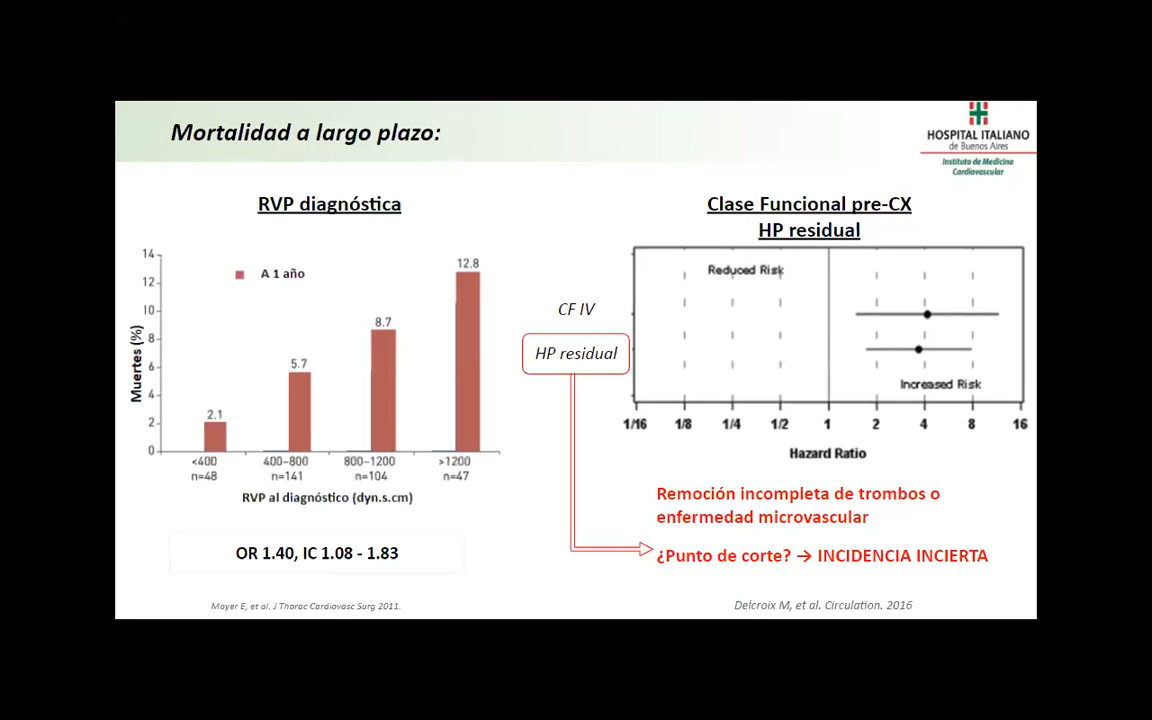 Mortalidad a largo plazo:
HOSPITAL ITALIANO
de Buenos Aires
Instituto de Medicina
Cardiovascular
RVP diagnóstica
14
12
10
8
6
4
2
0
Muertes (%)
A 1 año
2.1
5.7
8.7
12.8
<400
400–800
800–1200
>1200
n=48
n=141
n=104
n=47
RVP al diagnóstico (dyn.s.cm)
OR 1.40, IC 1.08 - 1.83
Mayer E, et al. J Thorac Cardiovasc Surg 2011.
Clase Funcional pre-CX
HP residual
CF IV
HP residual
Reduced Risk
Increased Risk
1/16
1/8
1/4
1/2
1
2
4
8
16
Hazard Ratio
Remoción incompleta de trombos o
enfermedad microvascular
¿Punto de corte? → INCIDENCIA INCIERTA
Delcroix M, et al. Circulation. 2016